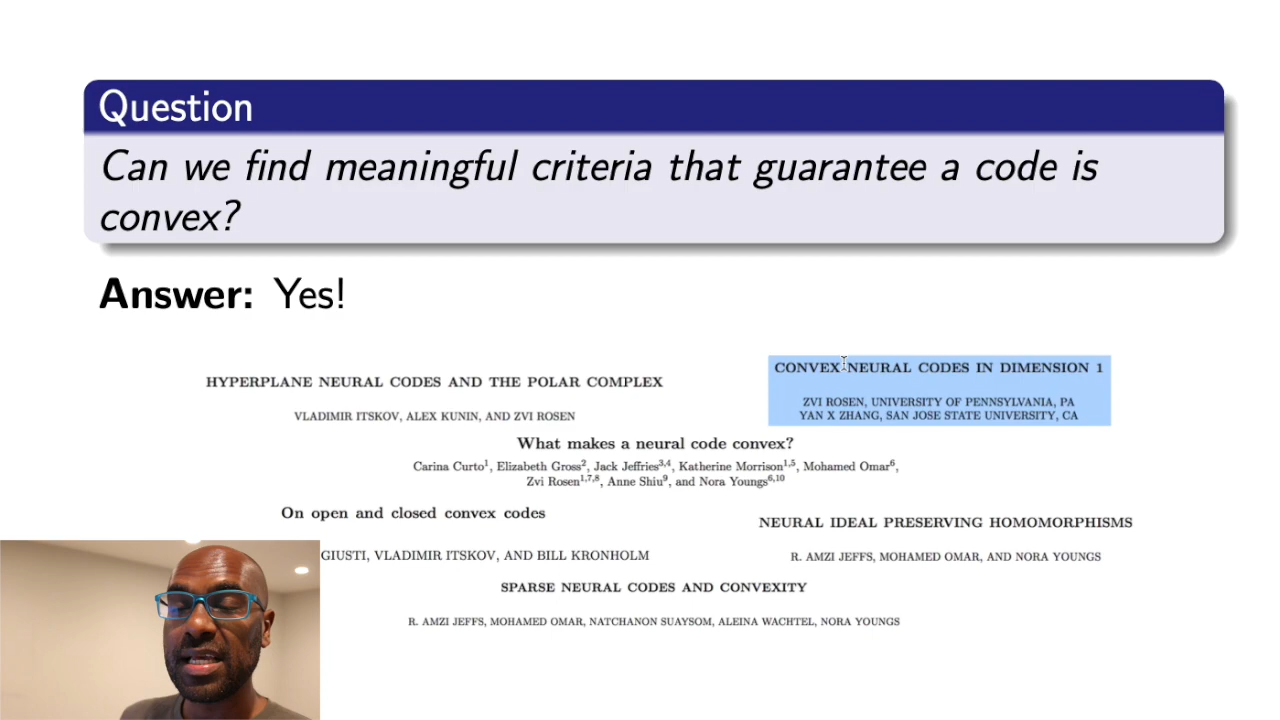 Question
Can we find meaningful criteria that guarantee a code is
convex?
Answer: Yes!
HYPERPLANE NEURAL CODES AND THE POLAR COMPLEX
VLADIMIR ITSKOV, ALEX KUNIN, AND ZVI ROSEN
CONVEX NEURAL CODES IN DIMENSION 1
ZVI ROSEN, UNIVERSITY OF PENNSYLVANIA, PA
YAN X ZHANG, SAN JOSE STATE UNIVERSITY, CA
What makes a neural code convex?
Carina Curto1, Elizabeth Gross2, Jack Jeffries3,4, Katherine Morrison1,5, Mohamed Omar6,
Zvi Rosen1,7,8, Anne Shiu9, and Nora Youngs6,10
On open and closed convex codes
GIUSTI, VLADIMIR ITSKOV, AND BILL KRONHOLM
NEURAL IDEAL PRESERVING HOMOMORPHISMS
R. AMZI JEFFS, MOHAMED OMAR, AND NORA YOUNGS
SPARSE NEURAL CODES AND CONVEXITY
R. AMZI JEFFS, MOHAMED OMAR, NATCHANON SUAYSOM, ALEINA WACHTEL, NORA YOUNGS